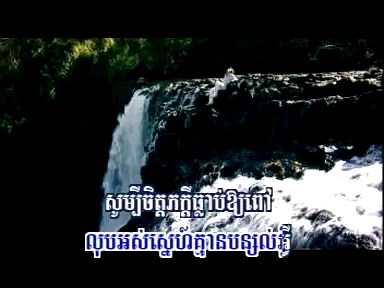 សូម្បីចិត្តភក្តីធ្លាប់ឱ្យពៅ
លុបអស់ស្នេហ៍គ្មានបន្សល់អ្វី